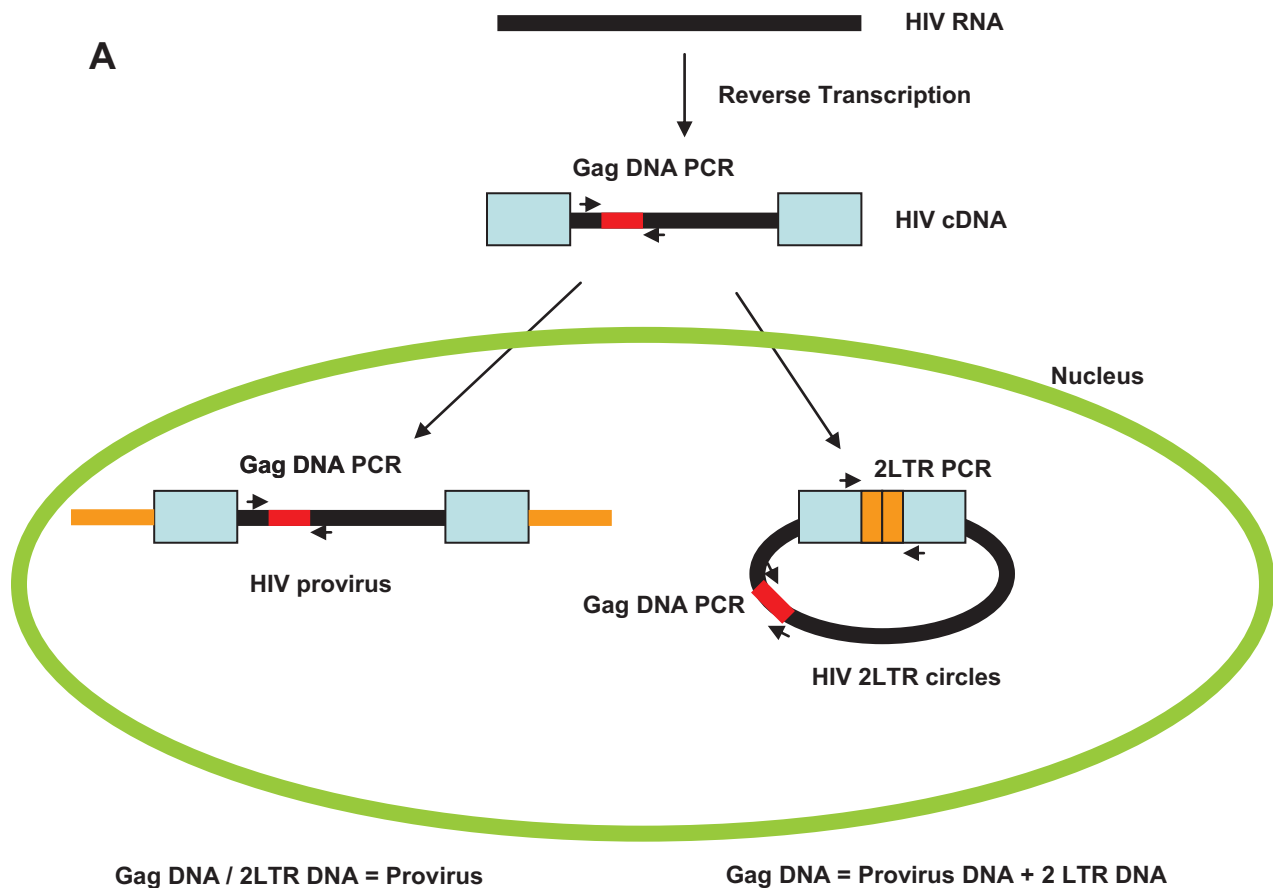 A
HIV RNA
Reverse Transcription
Gag DNA PCR
HIV cDNA
Nucleus
Gag DNA PCR
2LTR PCR
HIV provirus
Gag DNA PCR
HIV 2LTR circles
Gag DNA / 2LTR DNA = Provirus
Gag DNA = Provirus DNA + 2 LTR DNA